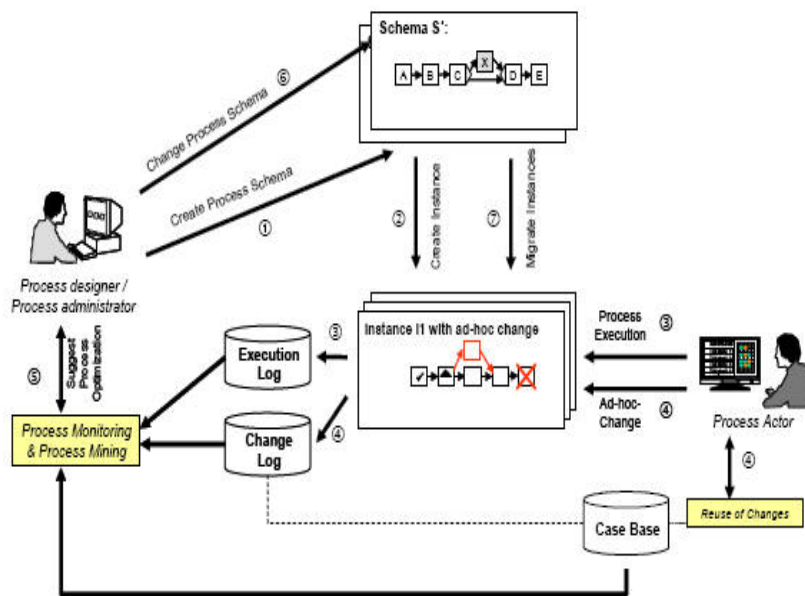 Schema S':
A B C X D E
⑥
Change Process Schema
Create Process Schema
①
②
Create Instance
⑦
Migrate Instances
Process designer /
Process administrator
⑤
Suggest
Process
Optimization
Process Monitoring
& Process Mining
Execution
Log
③
Change
Log
④
Instance I1 with ad-hoc change
Process
Execution
③
Ad-hoc-
Change
④
Process Actor
④
Reuse of Changes
Case Base